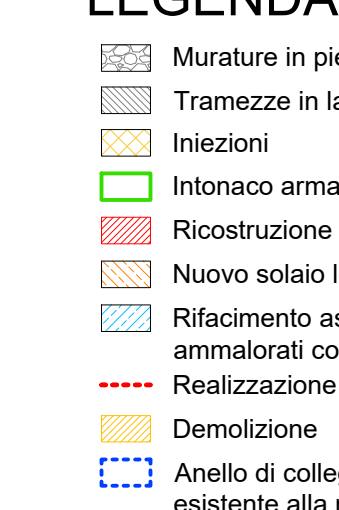 LEGENDA
Murature in pie
Tramezze in la
Iniezioni
Intonaco arma
Ricostruzione
Nuovo solaio l
Rifacimento as
ammalorati co
Realizzazione
Demolizione
Anello di colleg
esistente alla